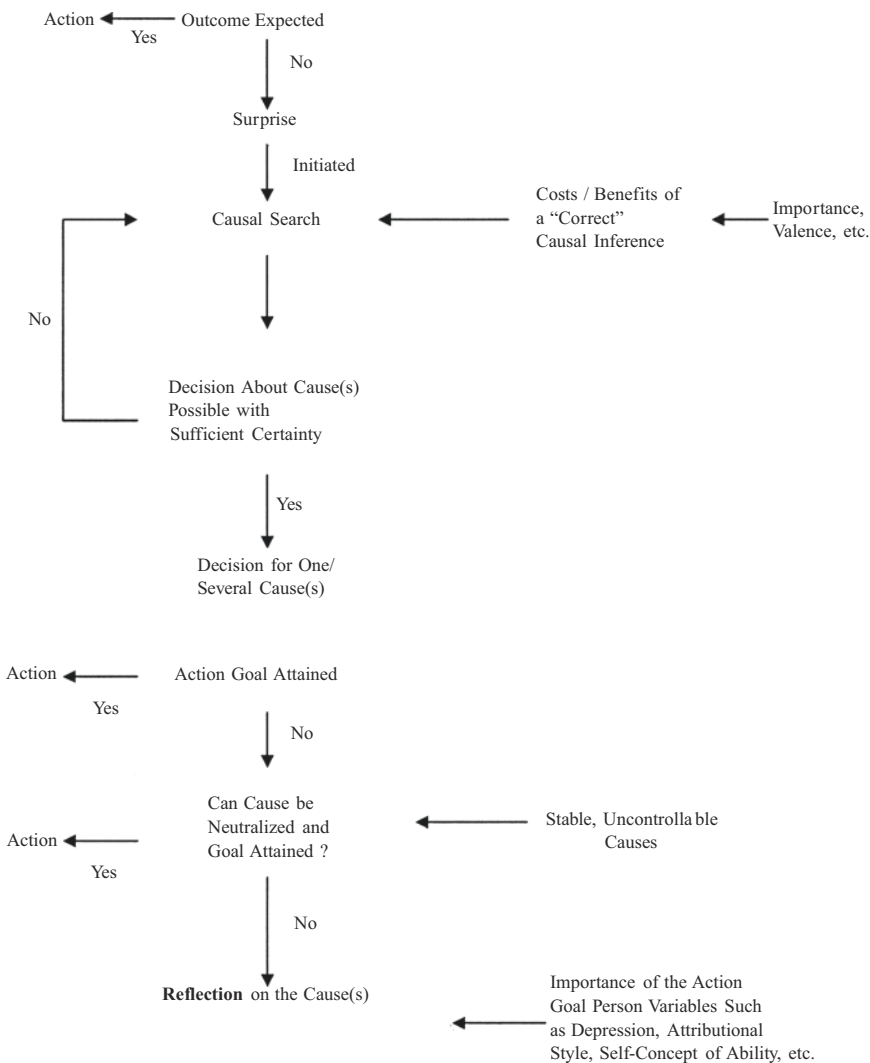 Action
Outcome Expected
Yes
No
Surprise
Initiated
Costs / Benefits of
a “Correct”
Causal Inference
Importance,
Valence, etc.
Causal Search
No
Decision About Cause(s)
Possible with
Sufficient Certainty
Yes
Decision for One/
Several Cause(s)
Action
Action Goal Attained
Yes
No
Can Cause be
Neutralized and
Goal Attained ?
Stable, Uncontrollable
Causes
Action
Yes
No
Reflection on the Cause(s)
Importance of the Action
Goal Person Variables Such
as Depression, Attributional
Style, Self-Concept of Ability, etc.